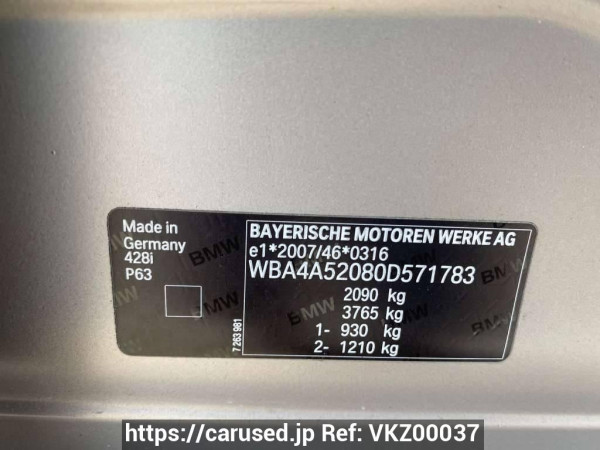 Made in
Germany
428i
P63
7 263 981
BAYERISCHE MOTOREN WERKE AG
e1*2007/46*0316
WBA4A52080D571783
2090 kg
3765 kg
1- 930 kg
2- 1210 kg
BMW
BMW
BMW
BMW
https://carused.jp Ref: VKZ00037